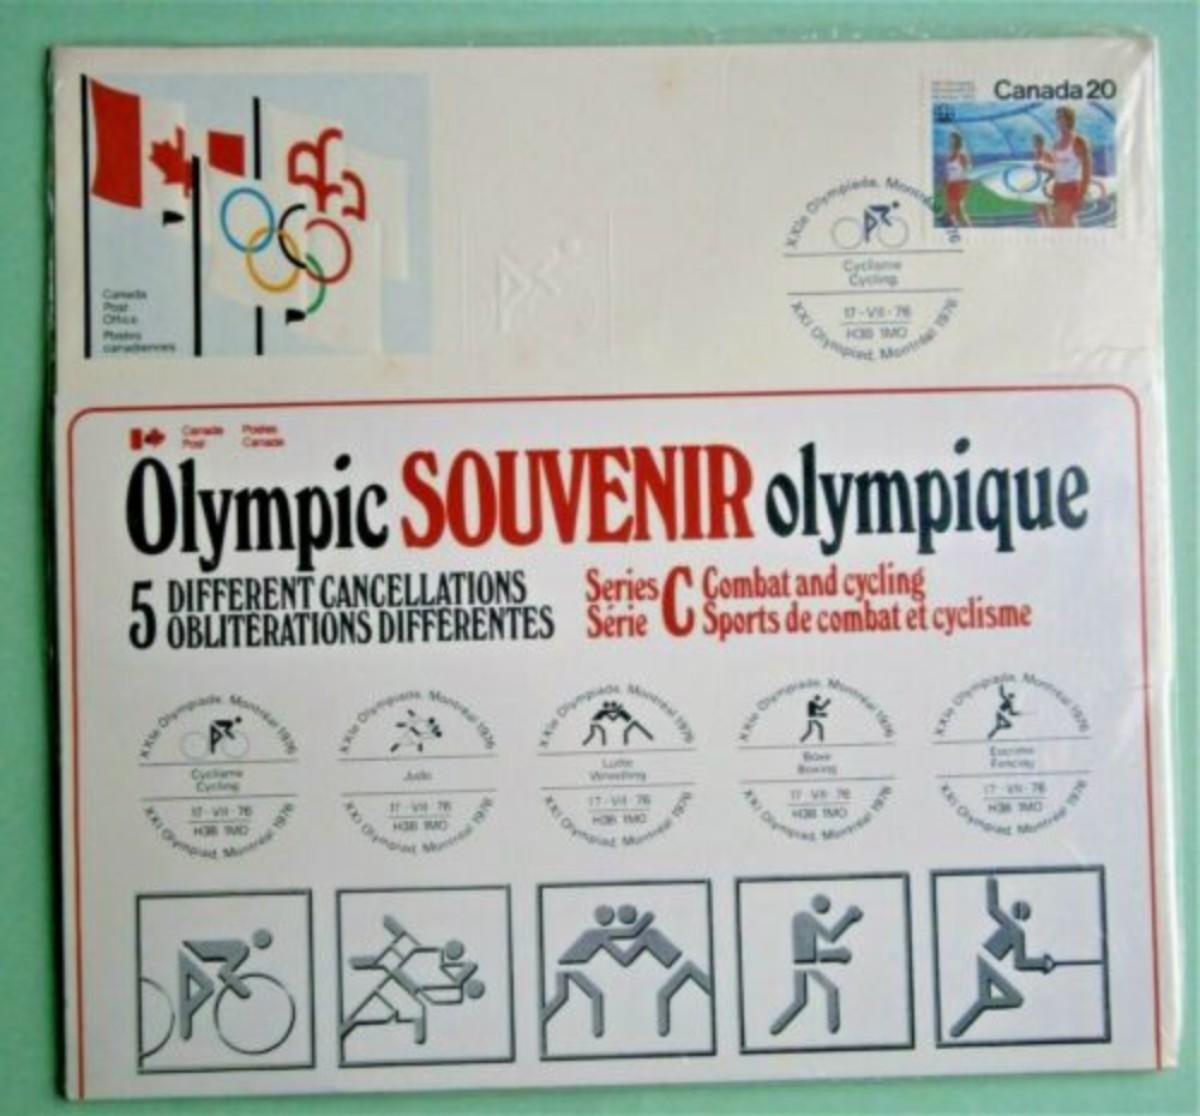 Canada 20
Canada
Post
Office
Postes
canadiennes
XXIe Olympiade, Montréal 1976
Cyclisme
Cycling
17 - VII - 76
H3B 1M0
XXI Olympiad, Montréal 1976
Canada Post
Postes Canada
Olympic SOUVENIR olympique
5 DIFFERENT CANCELLATIONS
OBLITERATIONS DIFFÉRENTES
Series C Combat and cycling
Série Sports de combat et cyclisme
XXIe Olympiade, Montréal 1976
Cyclisme
Cycling
17 - VII - 76
H3B 1M0
XXI Olympiad, Montréal 1976
XXIe Olympiade, Montréal 1976
Judo
17 - VII - 76
H3B 1M0
XXI Olympiad, Montréal 1976
XXIe Olympiade, Montréal 1976
Lutte
Wrestling
17 - VII - 76
H3B 1M0
XXI Olympiad, Montréal 1976
XXIe Olympiade, Montréal 1976
Boxe
Boxing
17 - VII - 76
H3B 1M0
XXI Olympiad, Montréal 1976
XXIe Olympiade, Montréal 1976
Escrime
Fencing
17 - VII - 76
H3B 1M0
XXI Olympiad, Montréal 1976